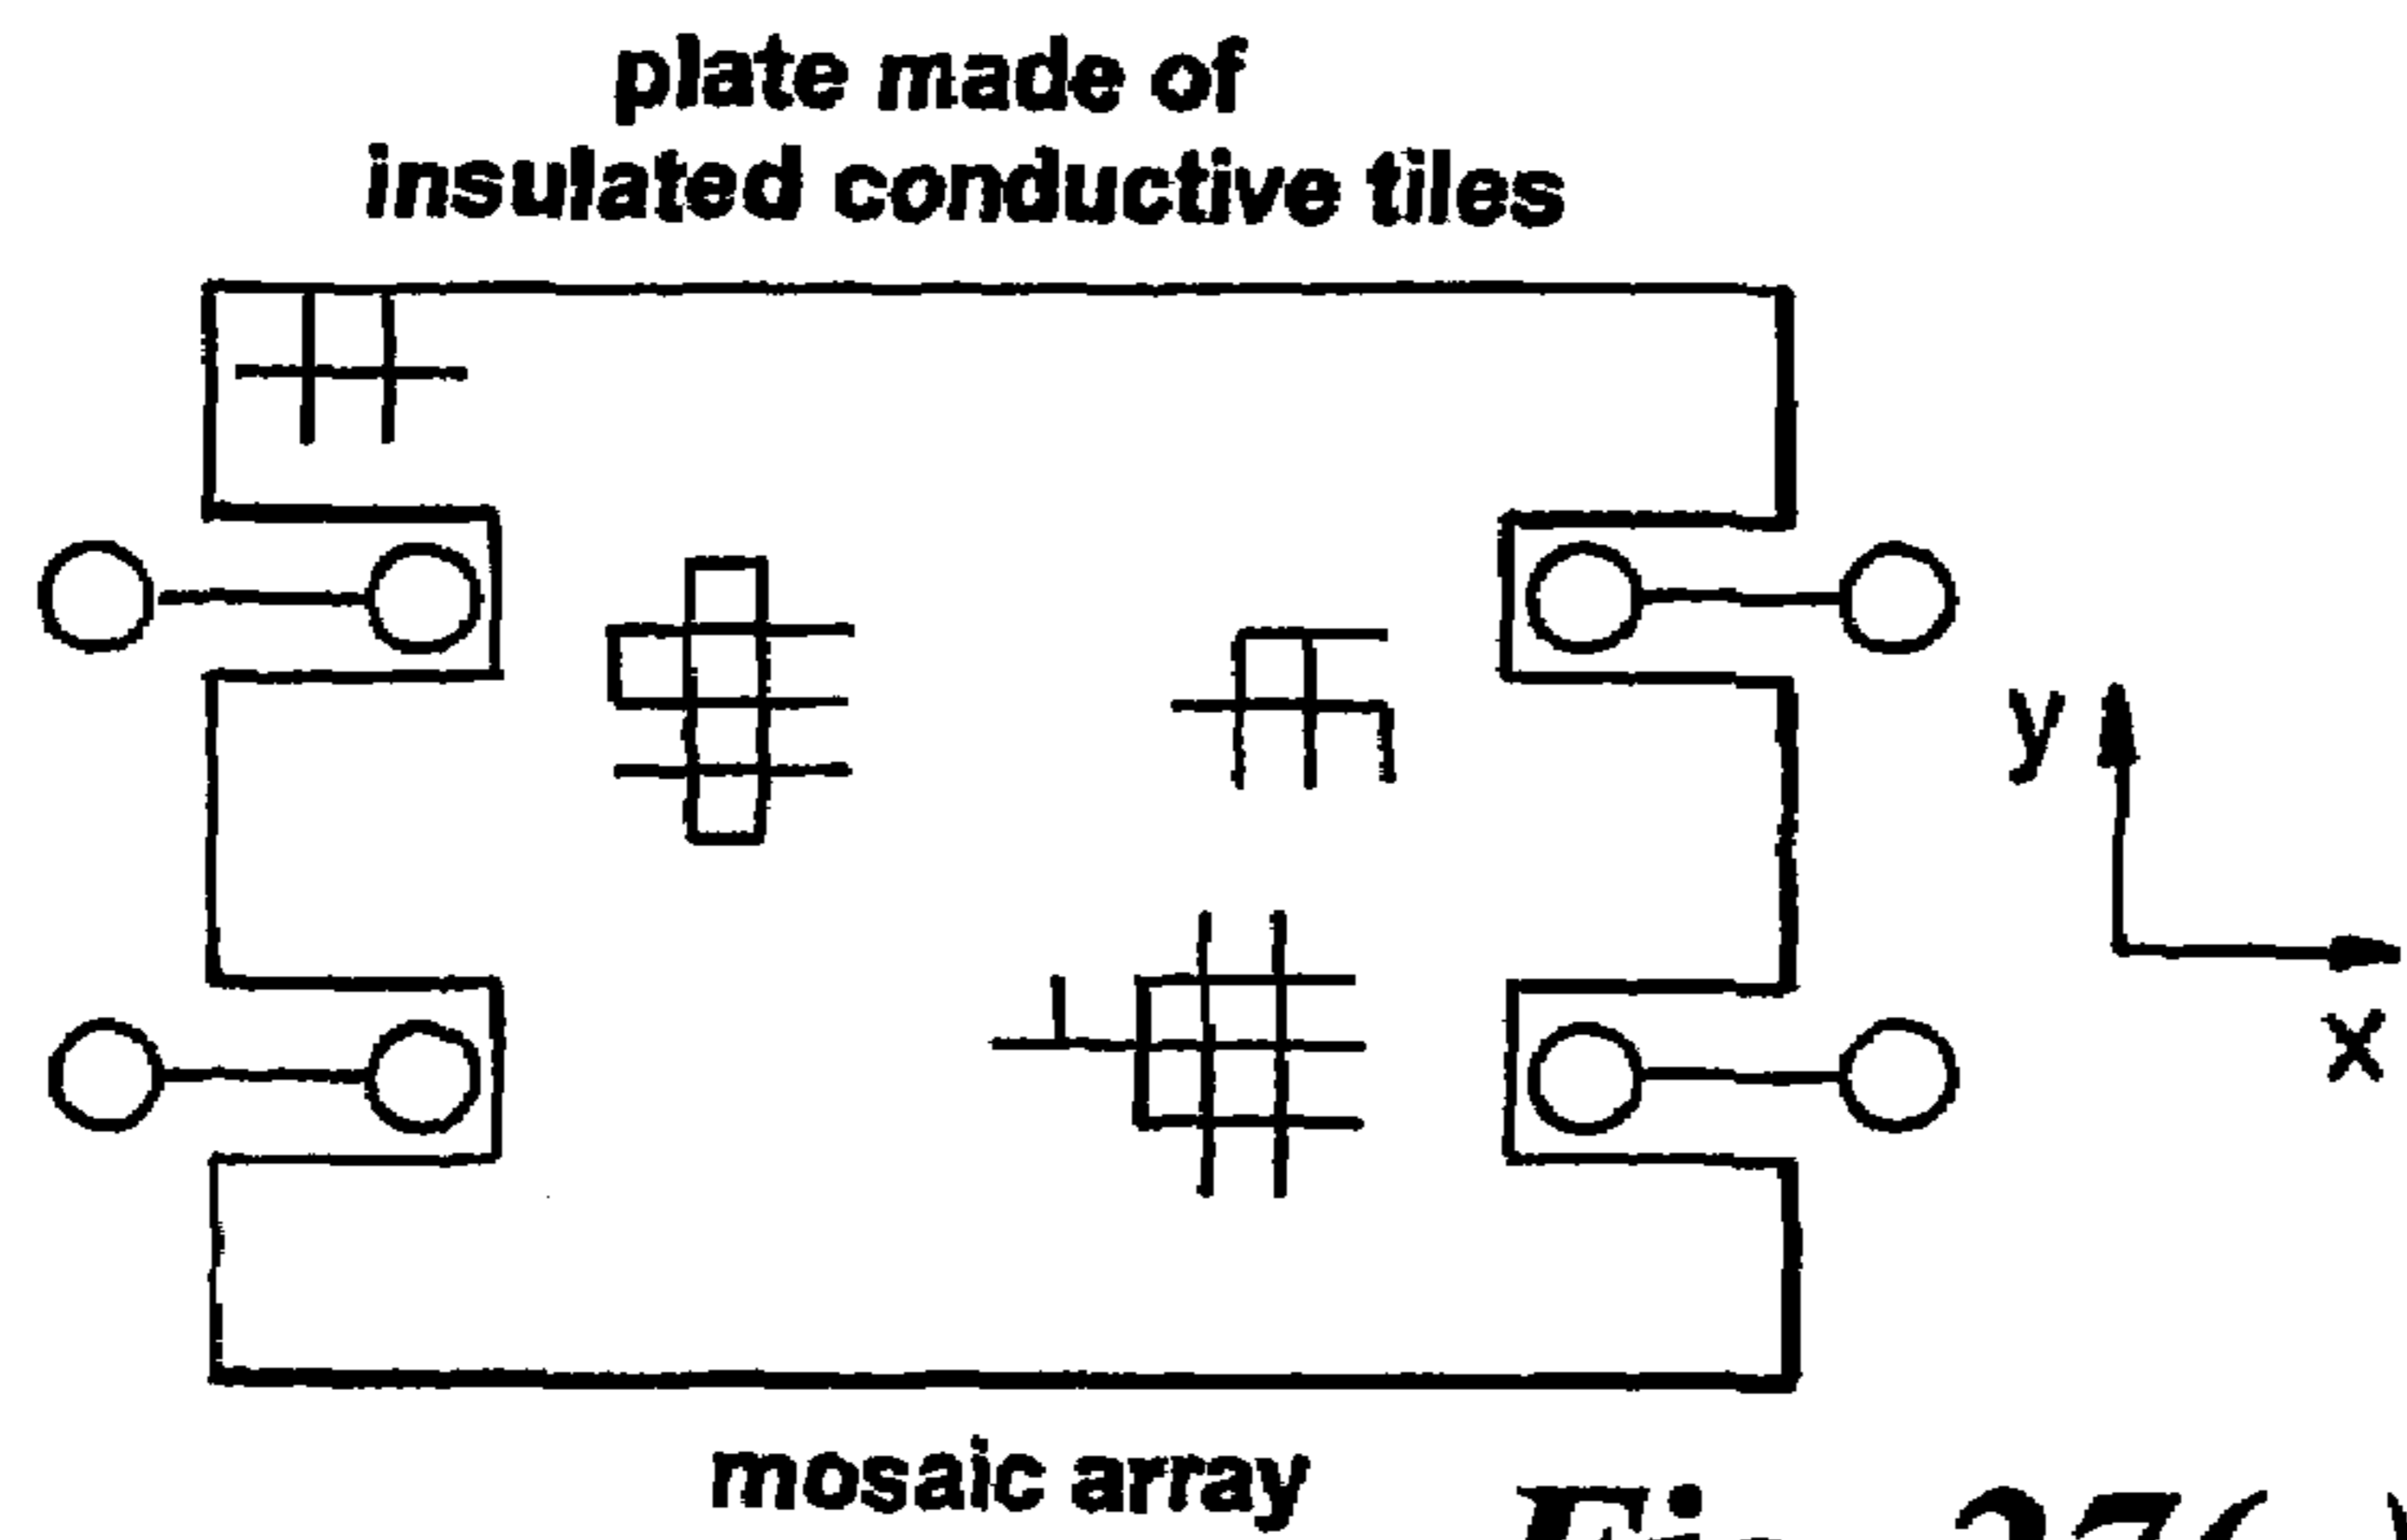 plate made of
insulated conductive tiles
y
x
mosaic array